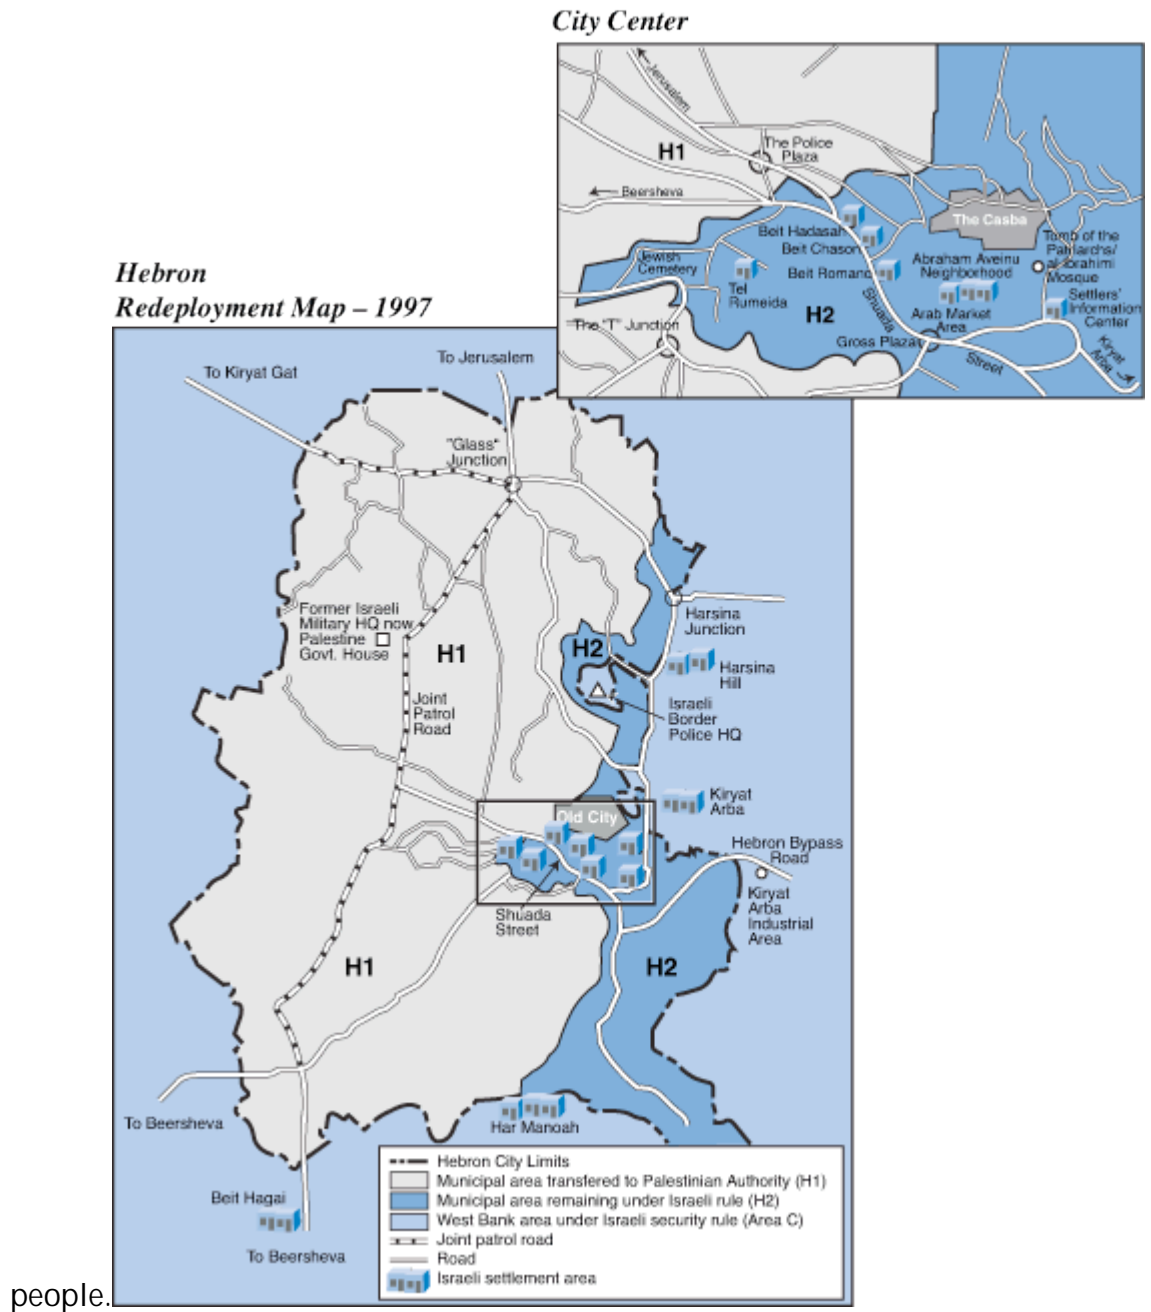 City Center
Jerusalem
H1
The Police
Plaza
Beersheva
The Casba
Beit Hadasah
Beit Chason
Tomb of the
Patriarchs/
al-Ibrahimi
Mosque
Jewish
Cemetery
Beit Romano
Abraham Aveinu
Neighborhood
Tel
Rumeida
H2
Shuada
Arab Market
Area
Settlers'
Information
Center
The "T" Junction
Gross Plaza
Street
Kiryat
Arba
Hebron
Redeployment Map – 1997
To Kiryat Gat
To Jerusalem
"Glass"
Junction
Former Israeli
Military HQ now
Palestine
Govt. House
H1
H2
Harsina
Junction
Harsina
Hill
Joint
Patrol
Road
Israeli
Border
Police HQ
Kiryat
Arba
Old City
Hebron Bypass
Road
Shuada
Street
Kiryat
Arba
Industrial
Area
H1
H2
To Beersheva
Har Manoah
Beit Hagai
To Beersheva
Hebron City Limits
Municipal area transfered to Palestinian Authority (H1)
Municipal area remaining under Israeli rule (H2)
West Bank area under Israeli security rule (Area C)
Joint patrol road
Road
Israeli settlement area
people.